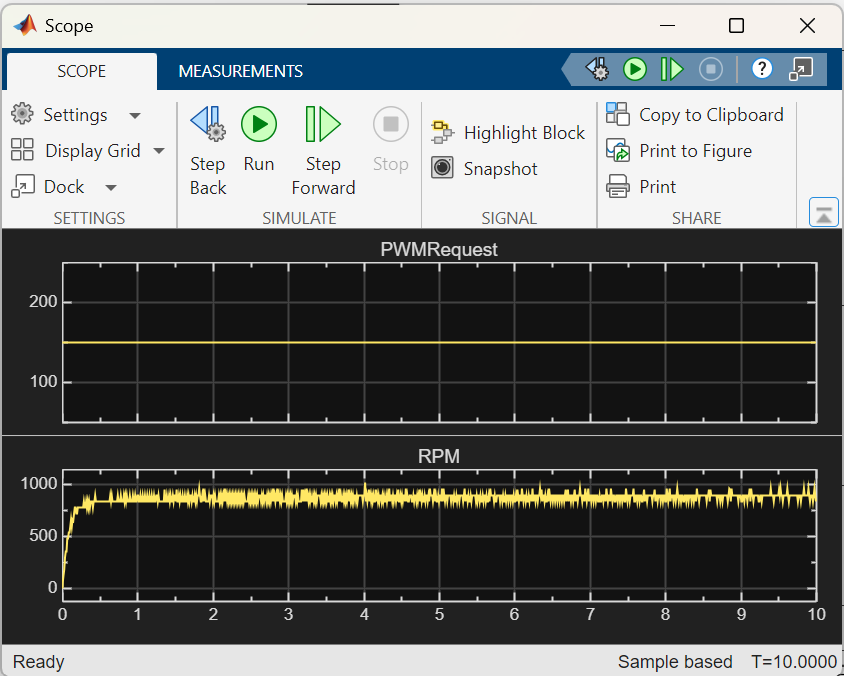 Scope
SCOPE
MEASUREMENTS
?
Settings
Display Grid
Dock
SETTINGS
Step Back
Run
Step Forward
Stop
SIMULATE
Highlight Block
Snapshot
SIGNAL
Copy to Clipboard
Print to Figure
Print
SHARE
PWMRequest
200
100
RPM
1000
500
0
0 1 2 3 4 5 6 7 8 9 10
Ready
Sample based T=10.0000